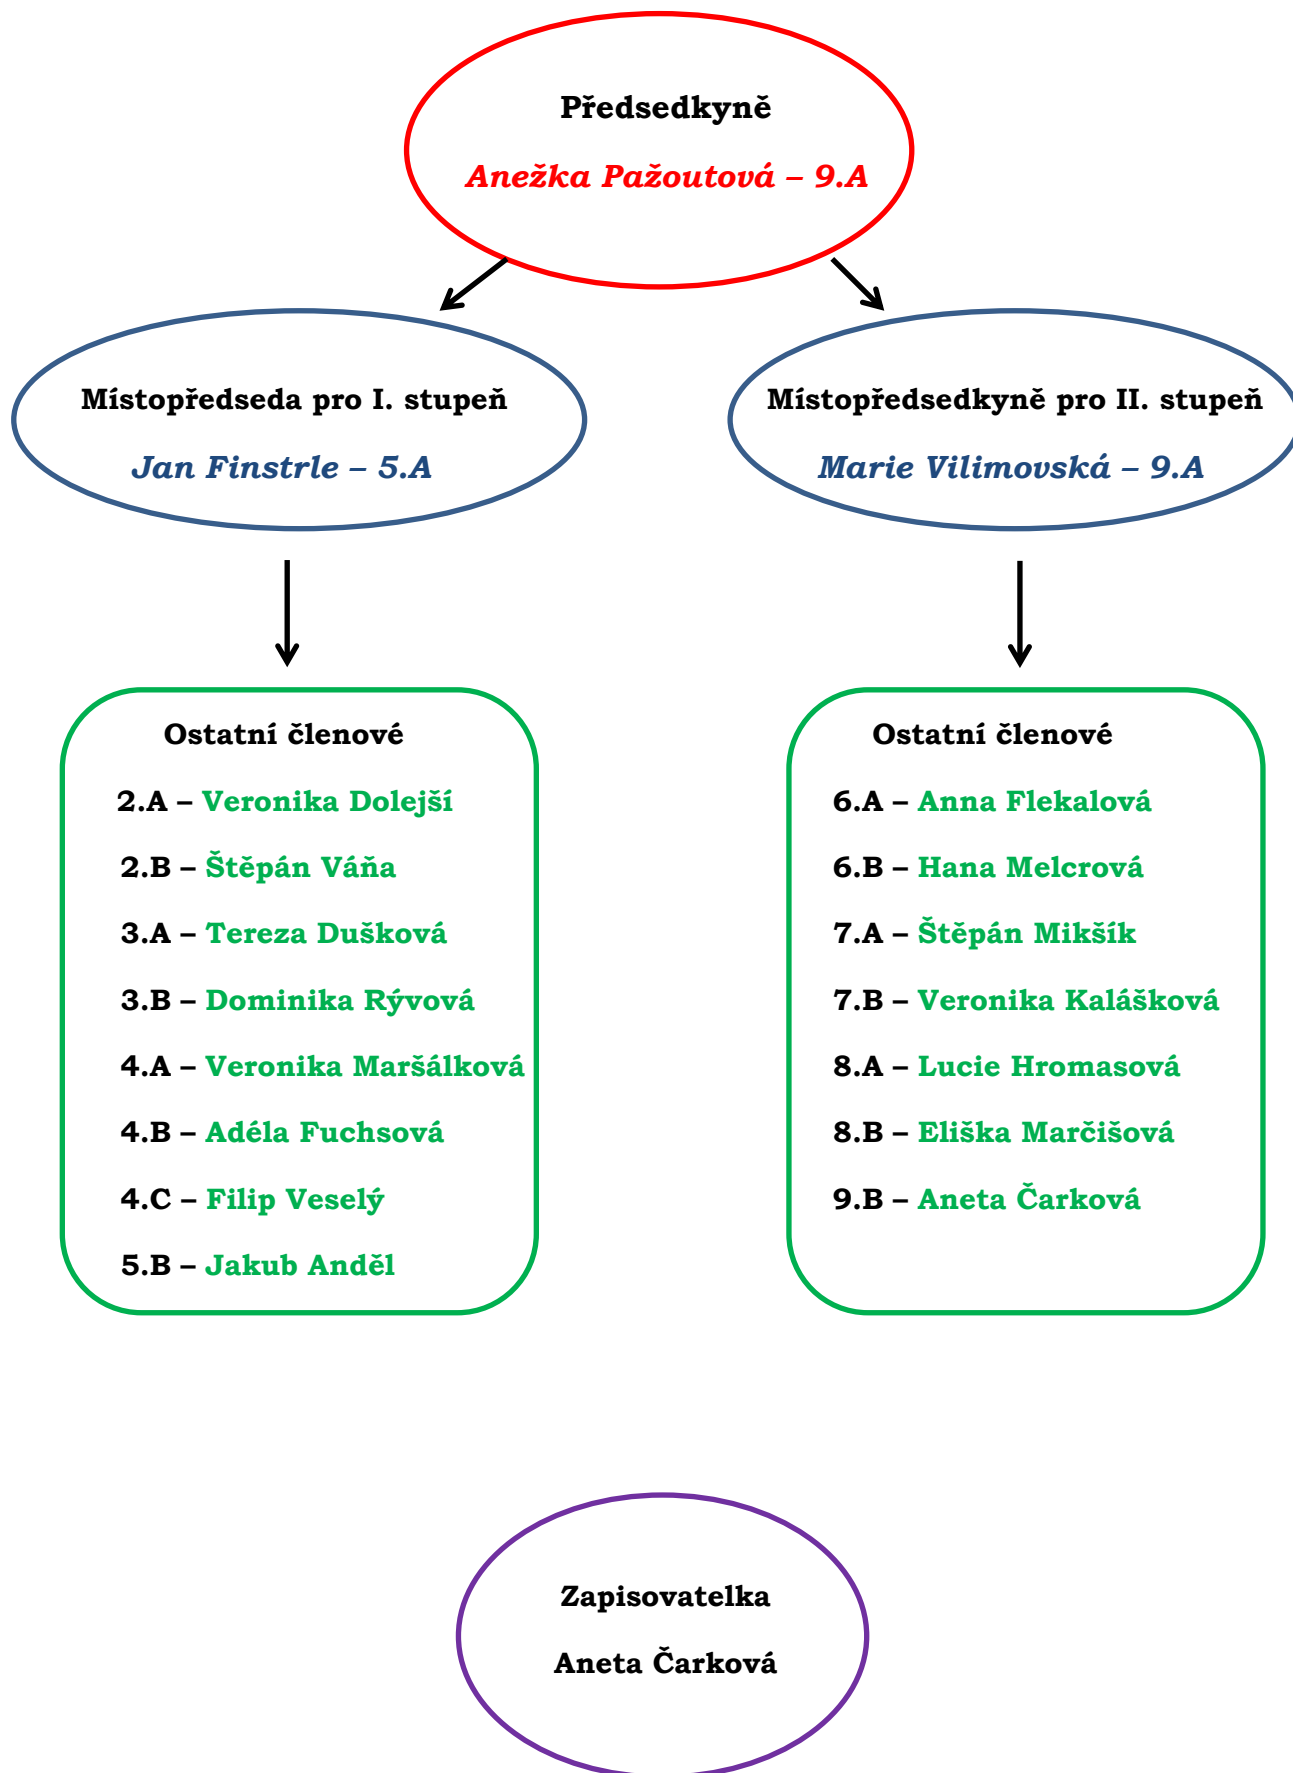 Předsedkyně
Anežka Pažoutová – 9.A
Místopředseda pro I. stupeň
Jan Finstrle – 5.A
Místopředsedkyně pro II. stupeň
Marie Vilimovská – 9.A
Ostatní členové
2.A – Veronika Dolejší
2.B – Štěpán Váňa
3.A – Tereza Dušková
3.B – Dominika Rývová
4.A – Veronika Maršálková
4.B – Adéla Fuchsová
4.C – Filip Veselý
5.B – Jakub Anděl
Ostatní členové
6.A – Anna Flekalová
6.B – Hana Melcrová
7.A – Štěpán Mikšík
7.B – Veronika Kalášková
8.A – Lucie Hromasová
8.B – Eliška Marčišová
9.B – Aneta Čarková
Zapisovatelka
Aneta Čarková